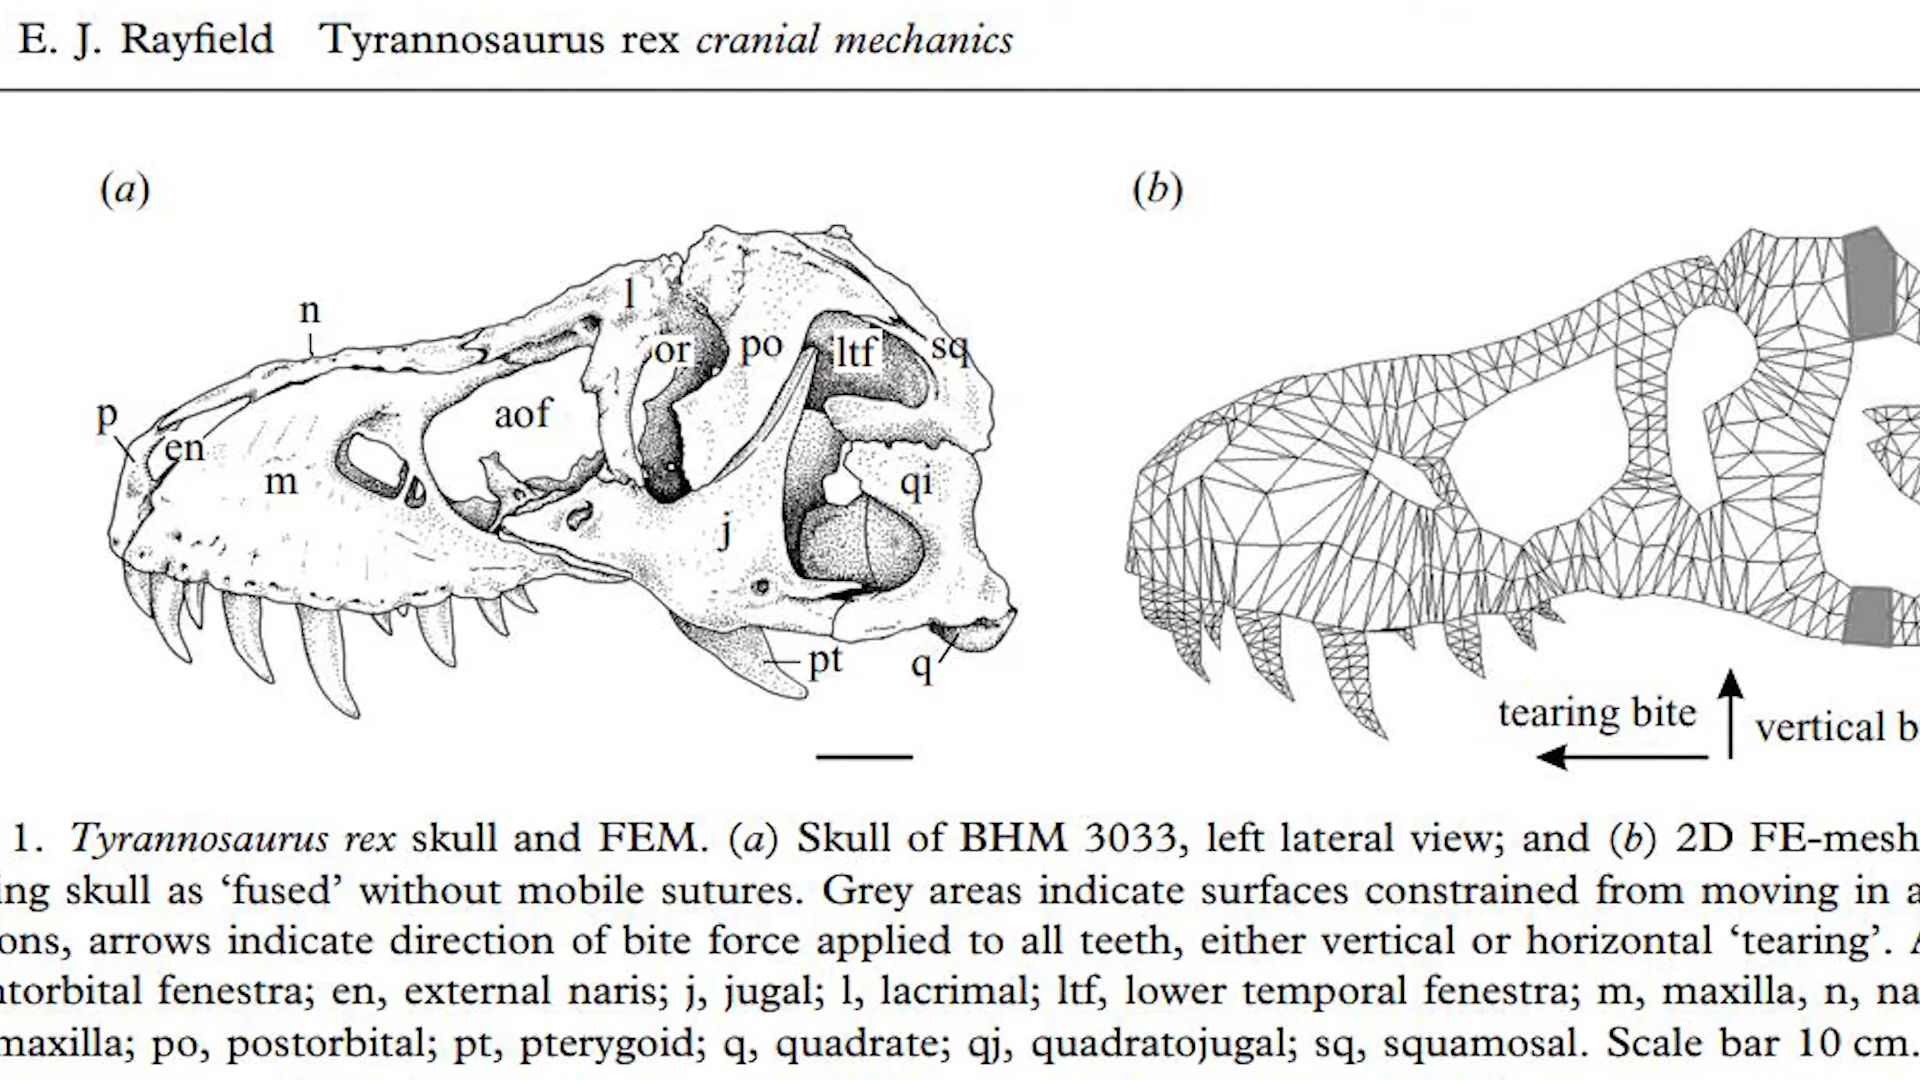 E. J. Rayfield Tyrannosaurus rex cranial mechanics
(a)
(b)
n
l
or
po
ltf
sq
p
en
aof
m
qi
j
pt
q
tearing bite
vertical b
1. Tyrannosaurus rex skull and FEM. (a) Skull of BHM 3033, left lateral view; and (b) 2D FE-mesh
ing skull as ‘fused’ without mobile sutures. Grey areas indicate surfaces constrained from moving in a
ons, arrows indicate direction of bite force applied to all teeth, either vertical or horizontal ‘tearing’. A
ntorbital fenestra; en, external naris; j, jugal; l, lacrimal; ltf, lower temporal fenestra; m, maxilla, n, na
maxilla; po, postorbital; pt, pterygoid; q, quadrate; qj, quadratojugal; sq, squamosal. Scale bar 10 cm.